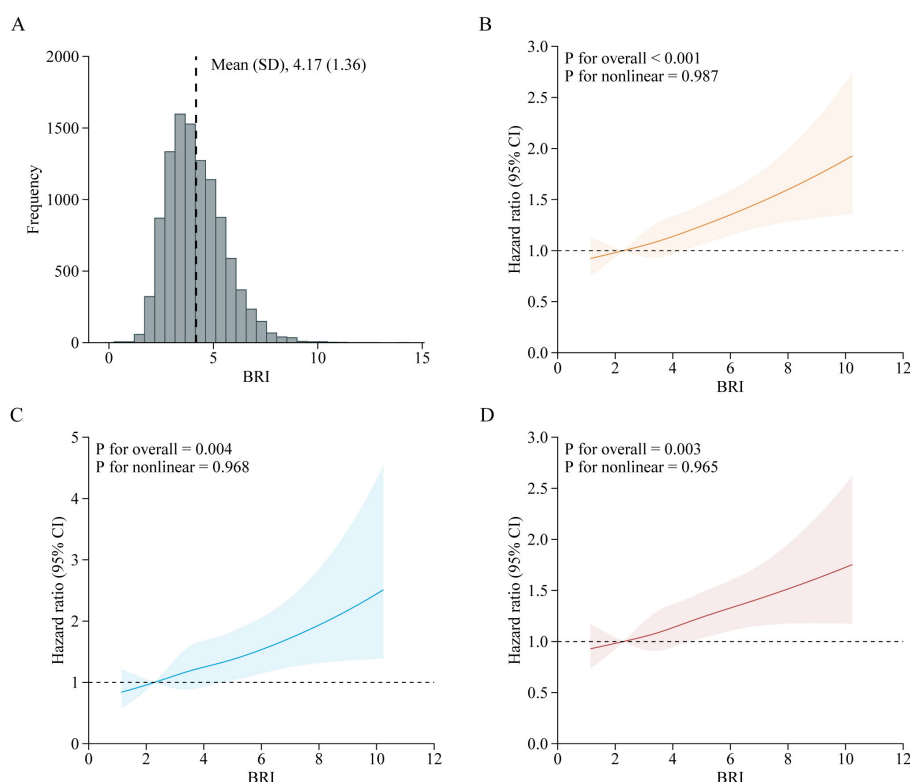 A
Mean (SD), 4.17 (1.36)
2000
1500
1000
500
0
Frequency
0
5
10
15
BRI
B
P for overall < 0.001
P for nonlinear = 0.987
3.0
2.5
2.0
1.5
1.0
0.5
0.0
Hazard ratio (95% CI)
0
2
4
6
8
10
12
BRI
C
P for overall = 0.004
P for nonlinear = 0.968
5
4
3
2
1
0
Hazard ratio (95% CI)
0
2
4
6
8
10
12
BRI
D
P for overall = 0.003
P for nonlinear = 0.965
3.0
2.5
2.0
1.5
1.0
0.5
0.0
Hazard ratio (95% CI)
0
2
4
6
8
10
12
BRI